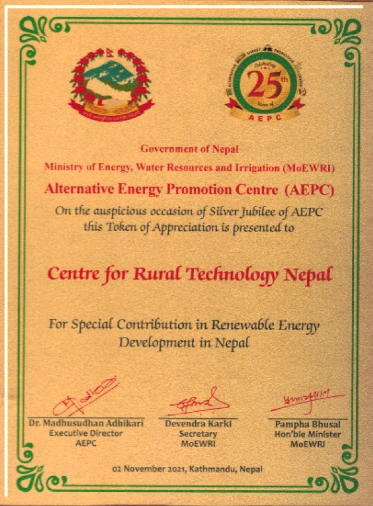 Celebrating
25th
Years of
AEPC
Government of Nepal
Ministry of Energy, Water Resources and Irrigation (MoEWRI)
Alternative Energy Promotion Centre (AEPC)
On the auspicious occasion of Silver Jubilee of AEPC
this Token of Appreciation is presented to
Centre for Rural Technology Nepal
For Special Contribution in Renewable Energy
Development in Nepal
Dr. Madhusudhan Adhikari
Executive Director
AEPC
Devendra Karki
Secretary
MoEWRI
Pampha Bhusal
Hon'ble Minister
MoEWRI
02 November 2021, Kathmandu, Nepal